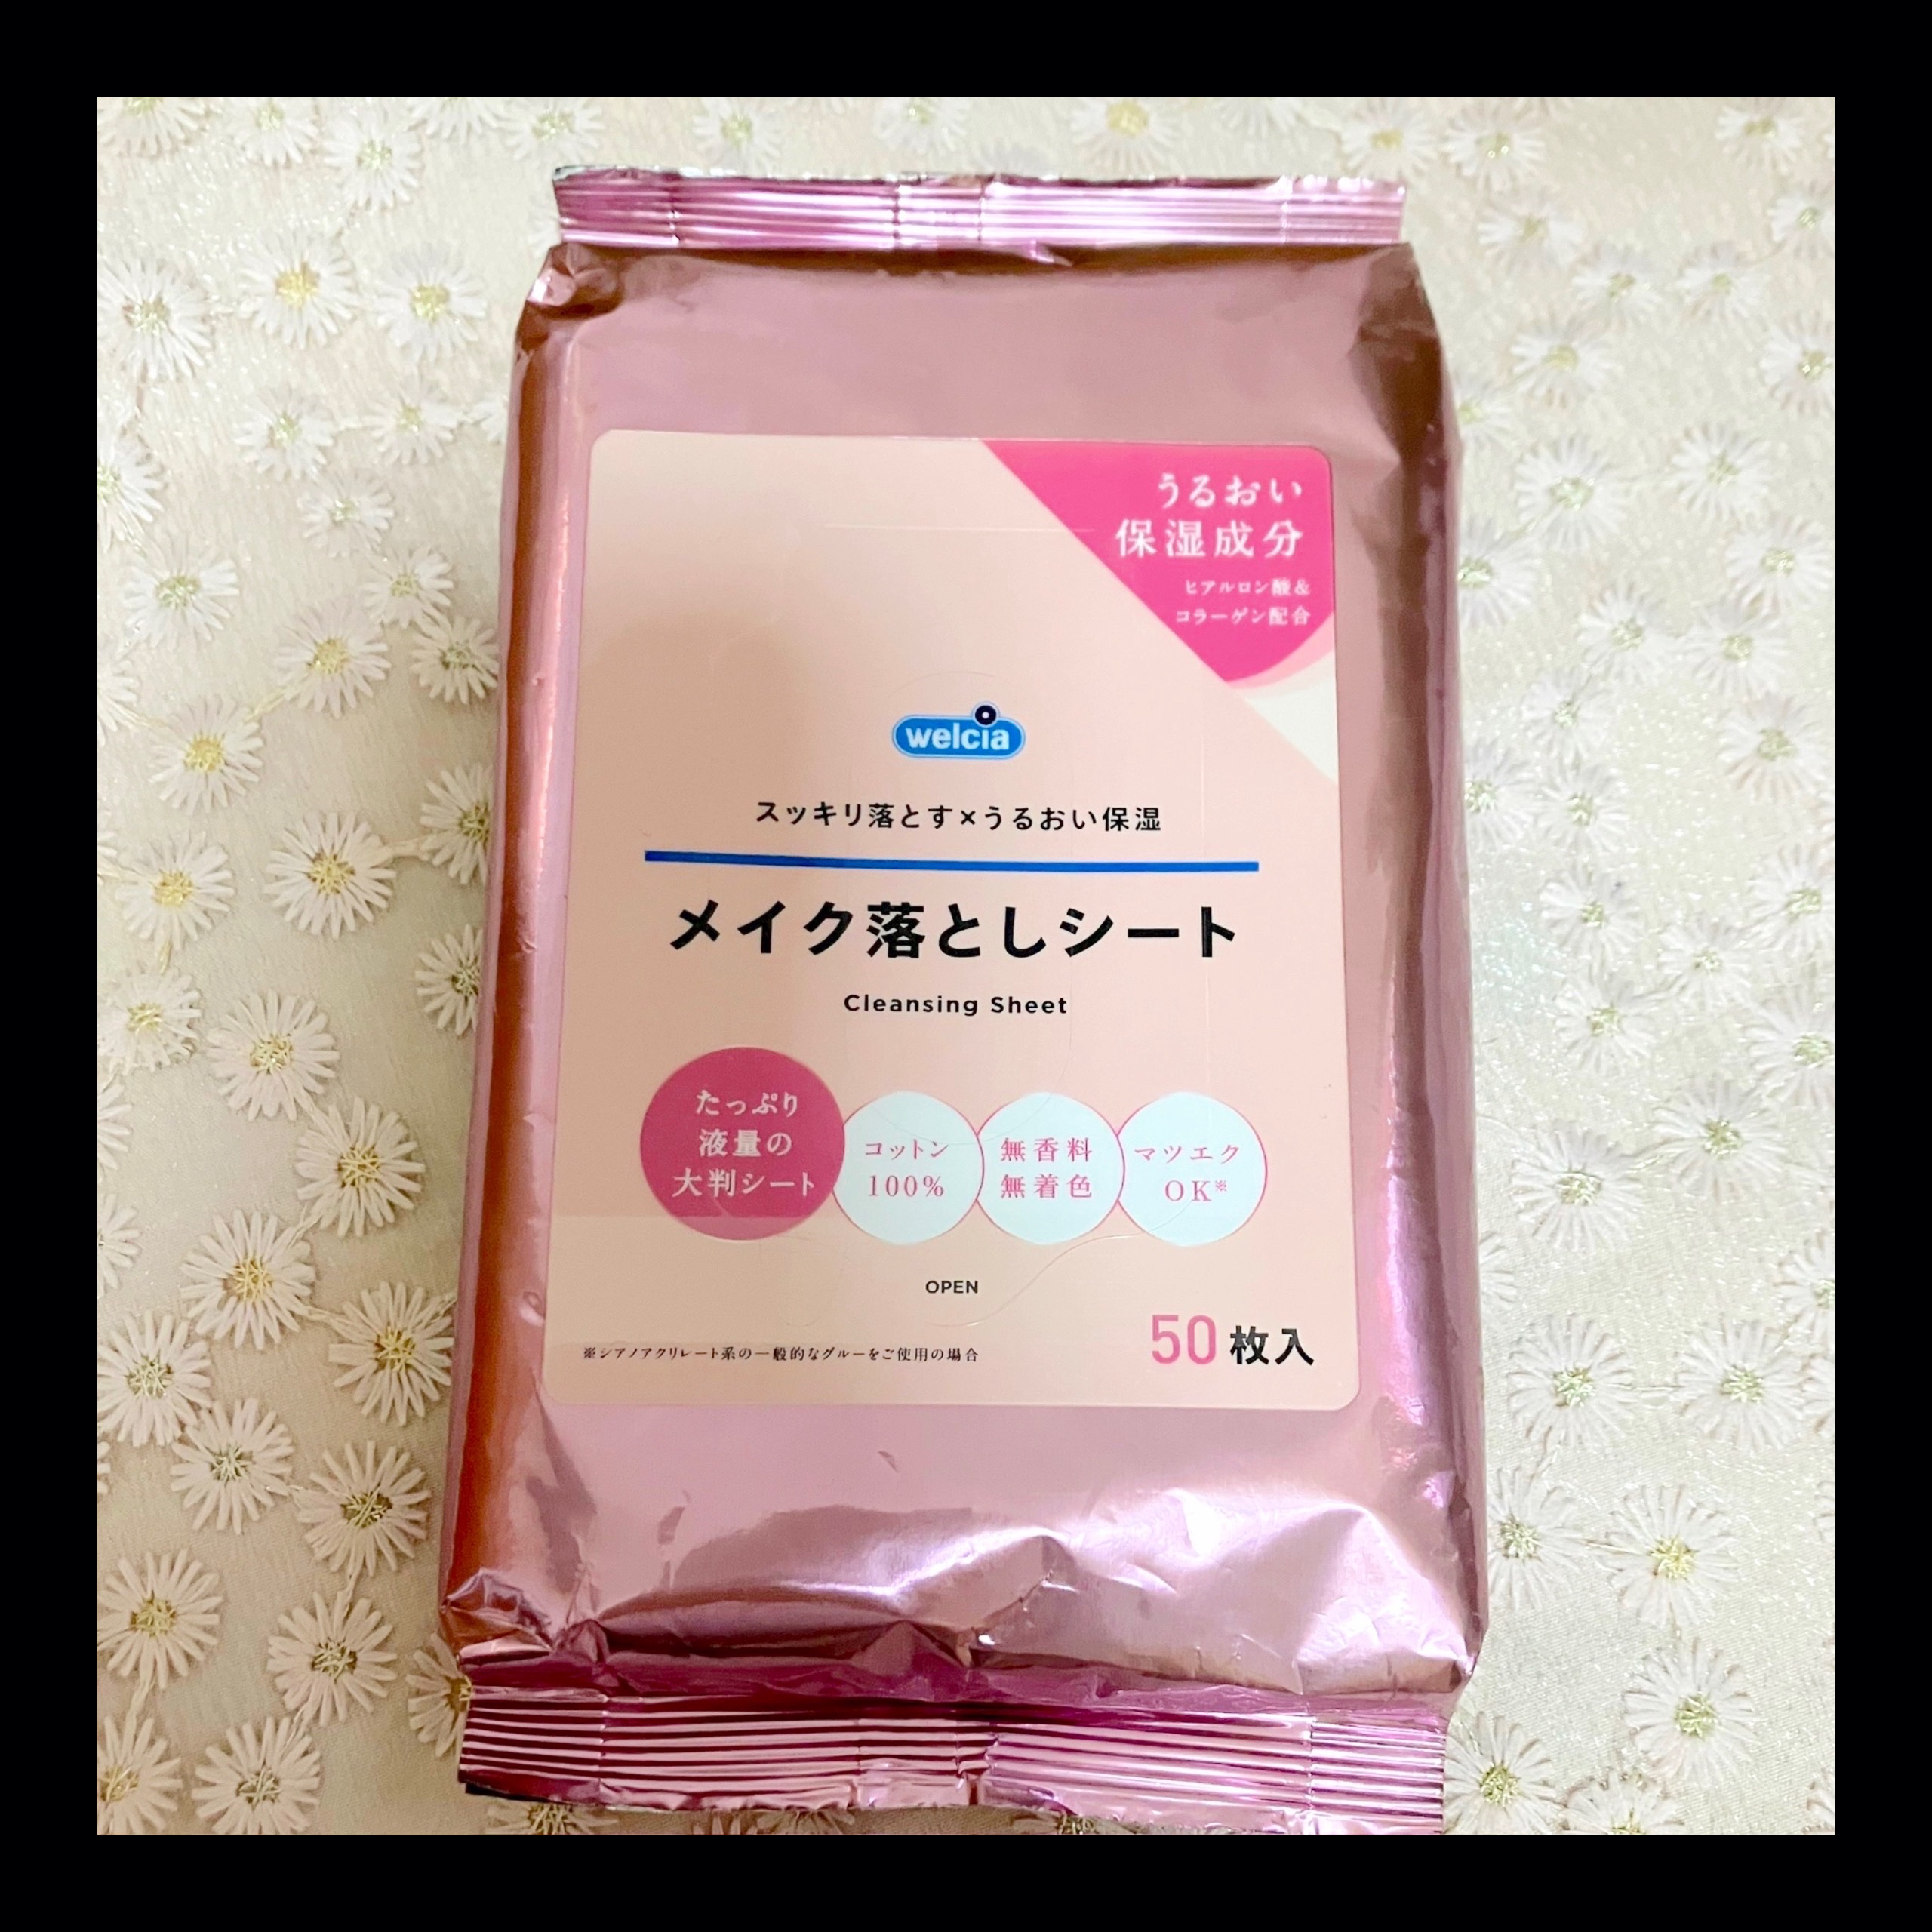 うるおい
保湿成分
ヒアルロン酸&
コラーゲン配合
welcia
スッキリ落とす×うるおい保湿
メイク落としシート
Cleansing Sheet
たっぷり
液量の
大判シート
コットン
100%
無香料
無着色
マツエク
OK※
OPEN
50枚入
※シアノアクリレート系の一般的なグルーをご使用の場合